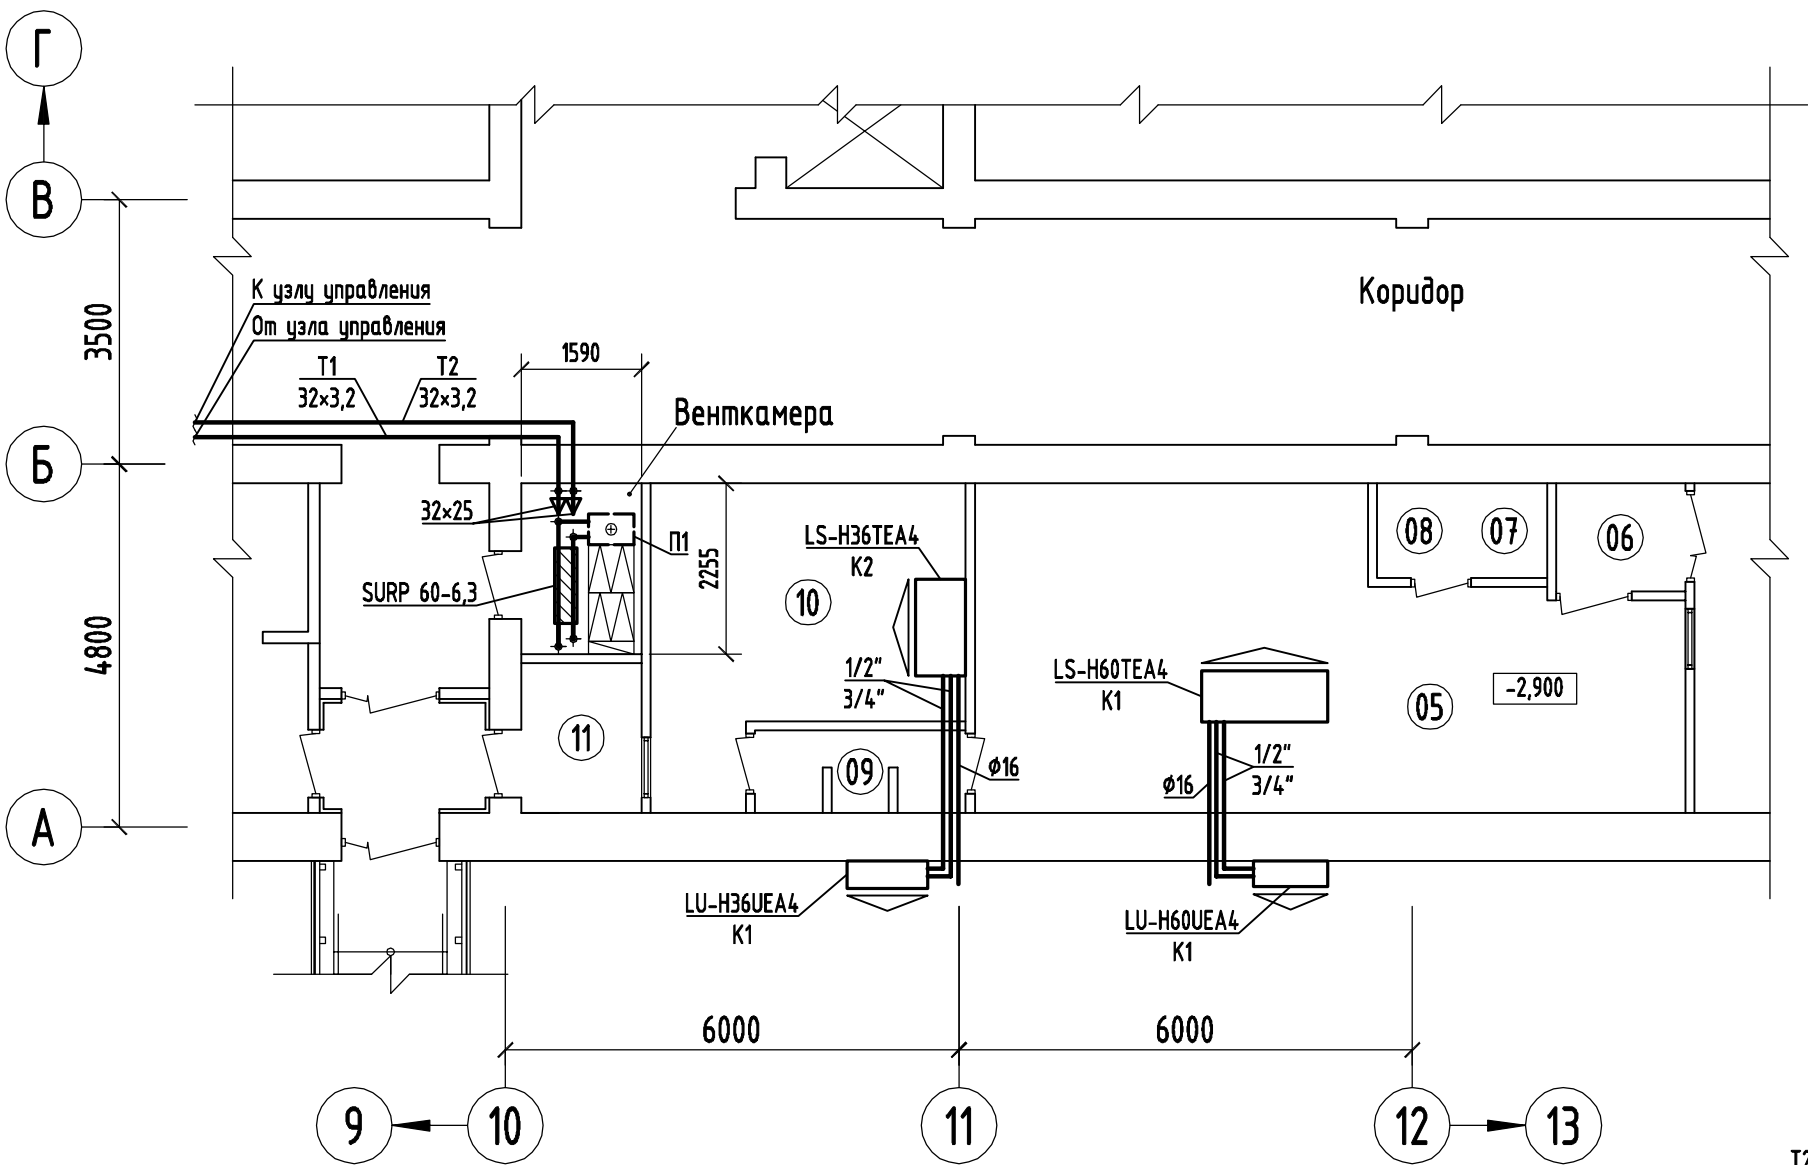 Г
В
3500
К узлу управления
От узла управления
Т1
32×3,2
Т2
32×3,2
1590
Коридор
Венткамера
Б
32×25
П1
2255
SURP 60-6,3
LS-H36TEA4
К2
10
08
07
06
4800
1/2"
3/4"
LS-H60TEA4
К1
05
-2,900
11
09
ф16
ф16
1/2"
3/4"
А
LU-H36UEA4
К1
LU-H60UEA4
К1
6000
6000
9
10
11
12
13
Т2